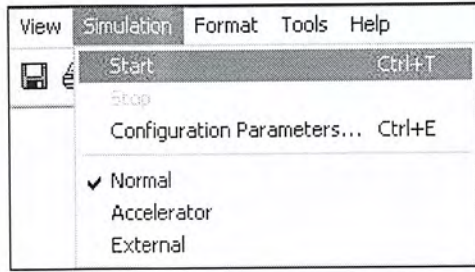 View Simulation Format Tools Help
Start Ctrl+T
Stop
Configuration Parameters... Ctrl+E
Normal
Accelerator
External